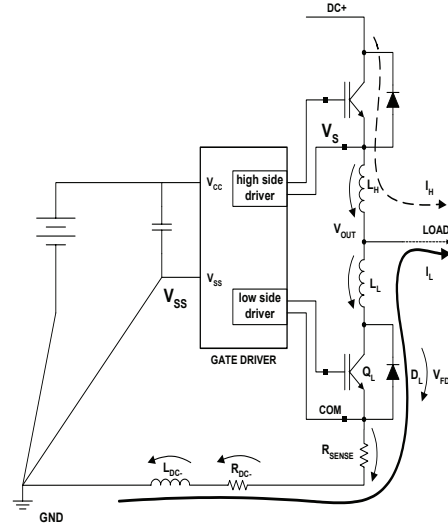 DC+
V_S
V_CC
high side
driver
L_H
I_H
V_OUT
LOAD
V_SS
V_SS
L_L
I_L
low side
driver
GATE DRIVER
Q_L
D_L
V_FD
COM
R_SENSE
L_DC-
R_DC-
GND